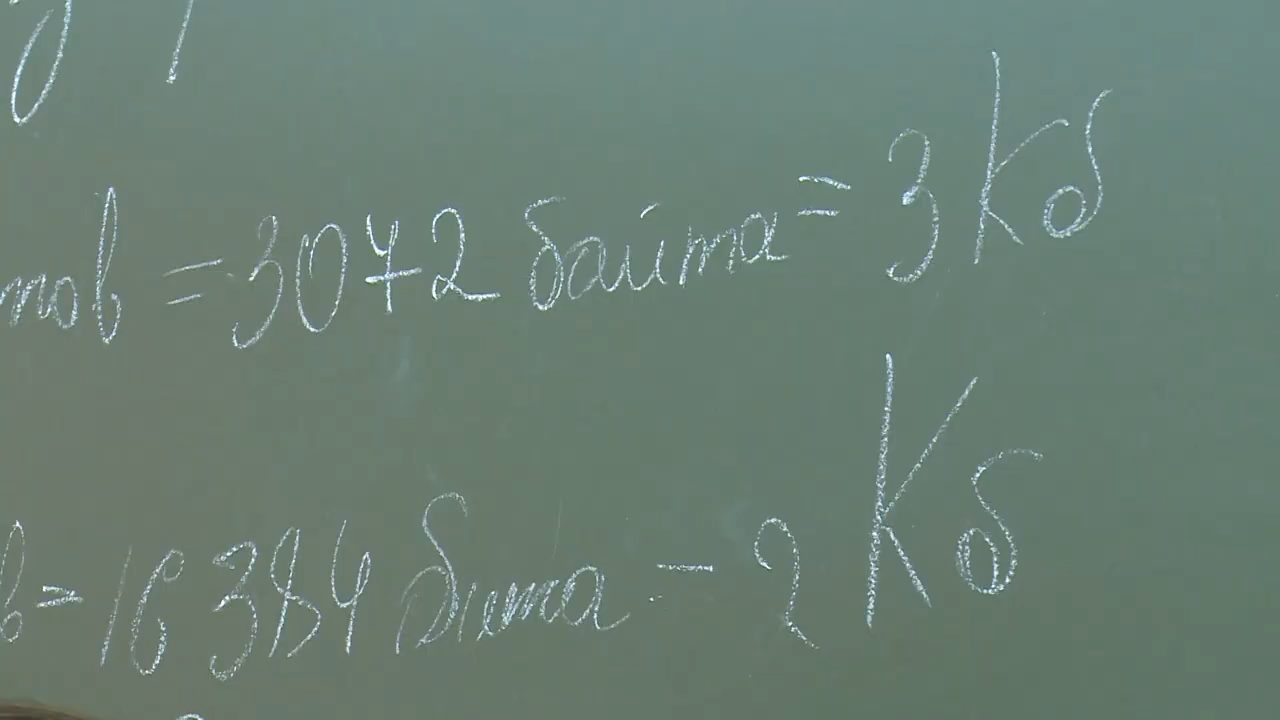 тов = 3072 байта = 3 Кб
в = 16384 бита = 2 Кб